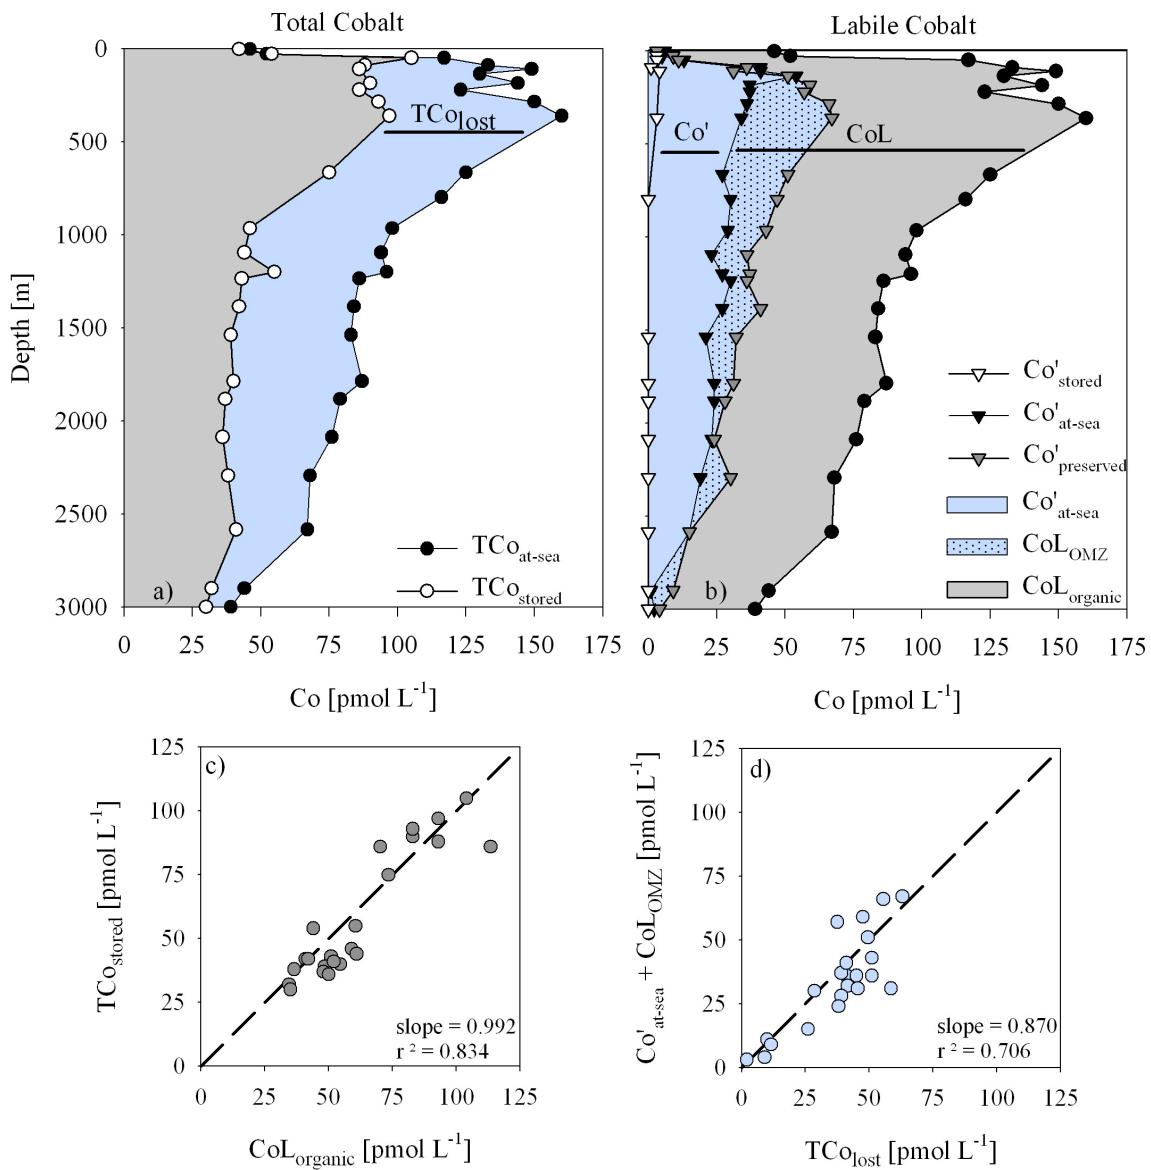 Total Cobalt
Labile Cobalt
0
500
1000
1500
2000
2500
3000
Depth [m]
TCo_lost
TCo_at-sea
TCo_stored
a)
0 25 50 75 100 125 150 175
Co [pmol L⁻¹]
Co'
CoL
Co'_stored
Co'_at-sea
Co'_preserved
Co'_at-sea
CoL_OMZ
CoL_organic
b)
0 25 50 75 100 125 150 175
Co [pmol L⁻¹]
c)
125
100
75
50
25
0
TCo_stored [pmol L⁻¹]
slope = 0.992
r ² = 0.834
0 25 50 75 100 125
CoL_organic [pmol L⁻¹]
d)
125
100
75
50
25
0
Co'_at-sea + CoL_OMZ [pmol L⁻¹]
slope = 0.870
r ² = 0.706
0 25 50 75 100 125
TCo_lost [pmol L⁻¹]